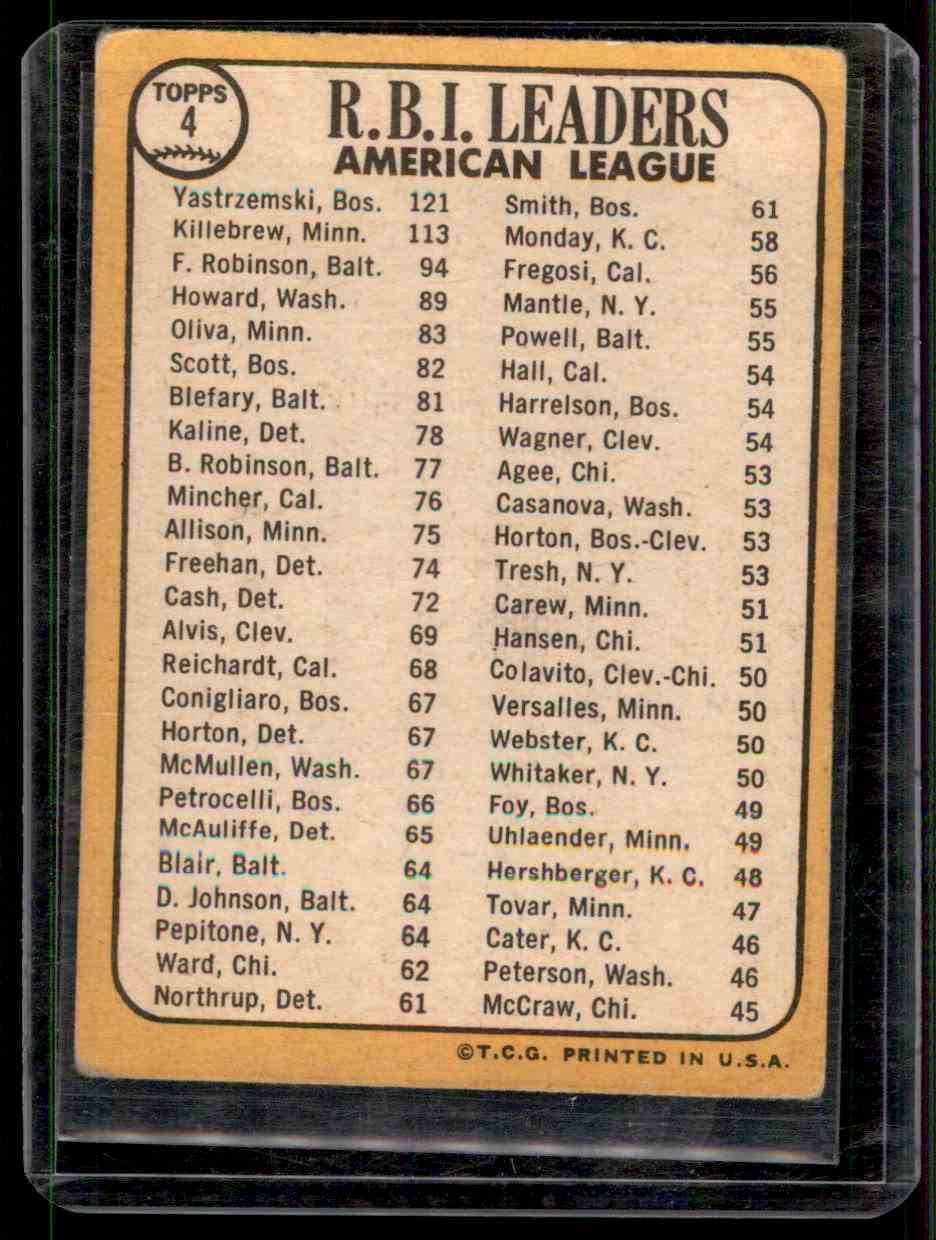 TOPPS
4
R.B.I. LEADERS
AMERICAN LEAGUE
Yastrzemski, Bos. 121
Killebrew, Minn. 113
F. Robinson, Balt. 94
Howard, Wash. 89
Oliva, Minn. 83
Scott, Bos. 82
Blefary, Balt. 81
Kaline, Det. 78
B. Robinson, Balt. 77
Mincher, Cal. 76
Allison, Minn. 75
Freehan, Det. 74
Cash, Det. 72
Alvis, Clev. 69
Reichardt, Cal. 68
Conigliaro, Bos. 67
Horton, Det. 67
McMullen, Wash. 67
Petrocelli, Bos. 66
McAuliffe, Det. 65
Blair, Balt. 64
D. Johnson, Balt. 64
Pepitone, N. Y. 64
Ward, Chi. 62
Northrup, Det. 61
Smith, Bos. 61
Monday, K. C. 58
Fregosi, Cal. 56
Mantle, N. Y. 55
Powell, Balt. 55
Hall, Cal. 54
Harrelson, Bos. 54
Wagner, Clev. 54
Agee, Chi. 53
Casanova, Wash. 53
Horton, Bos.-Clev. 53
Tresh, N. Y. 53
Carew, Minn. 51
Hansen, Chi. 51
Colavito, Clev.-Chi. 50
Versalles, Minn. 50
Webster, K. C. 50
Whitaker, N. Y. 50
Foy, Bos. 49
Uhlaender, Minn. 49
Hershberger, K. C. 48
Tovar, Minn. 47
Cater, K. C. 46
Peterson, Wash. 46
McCraw, Chi. 45
©T.C.G. PRINTED IN U.S.A.